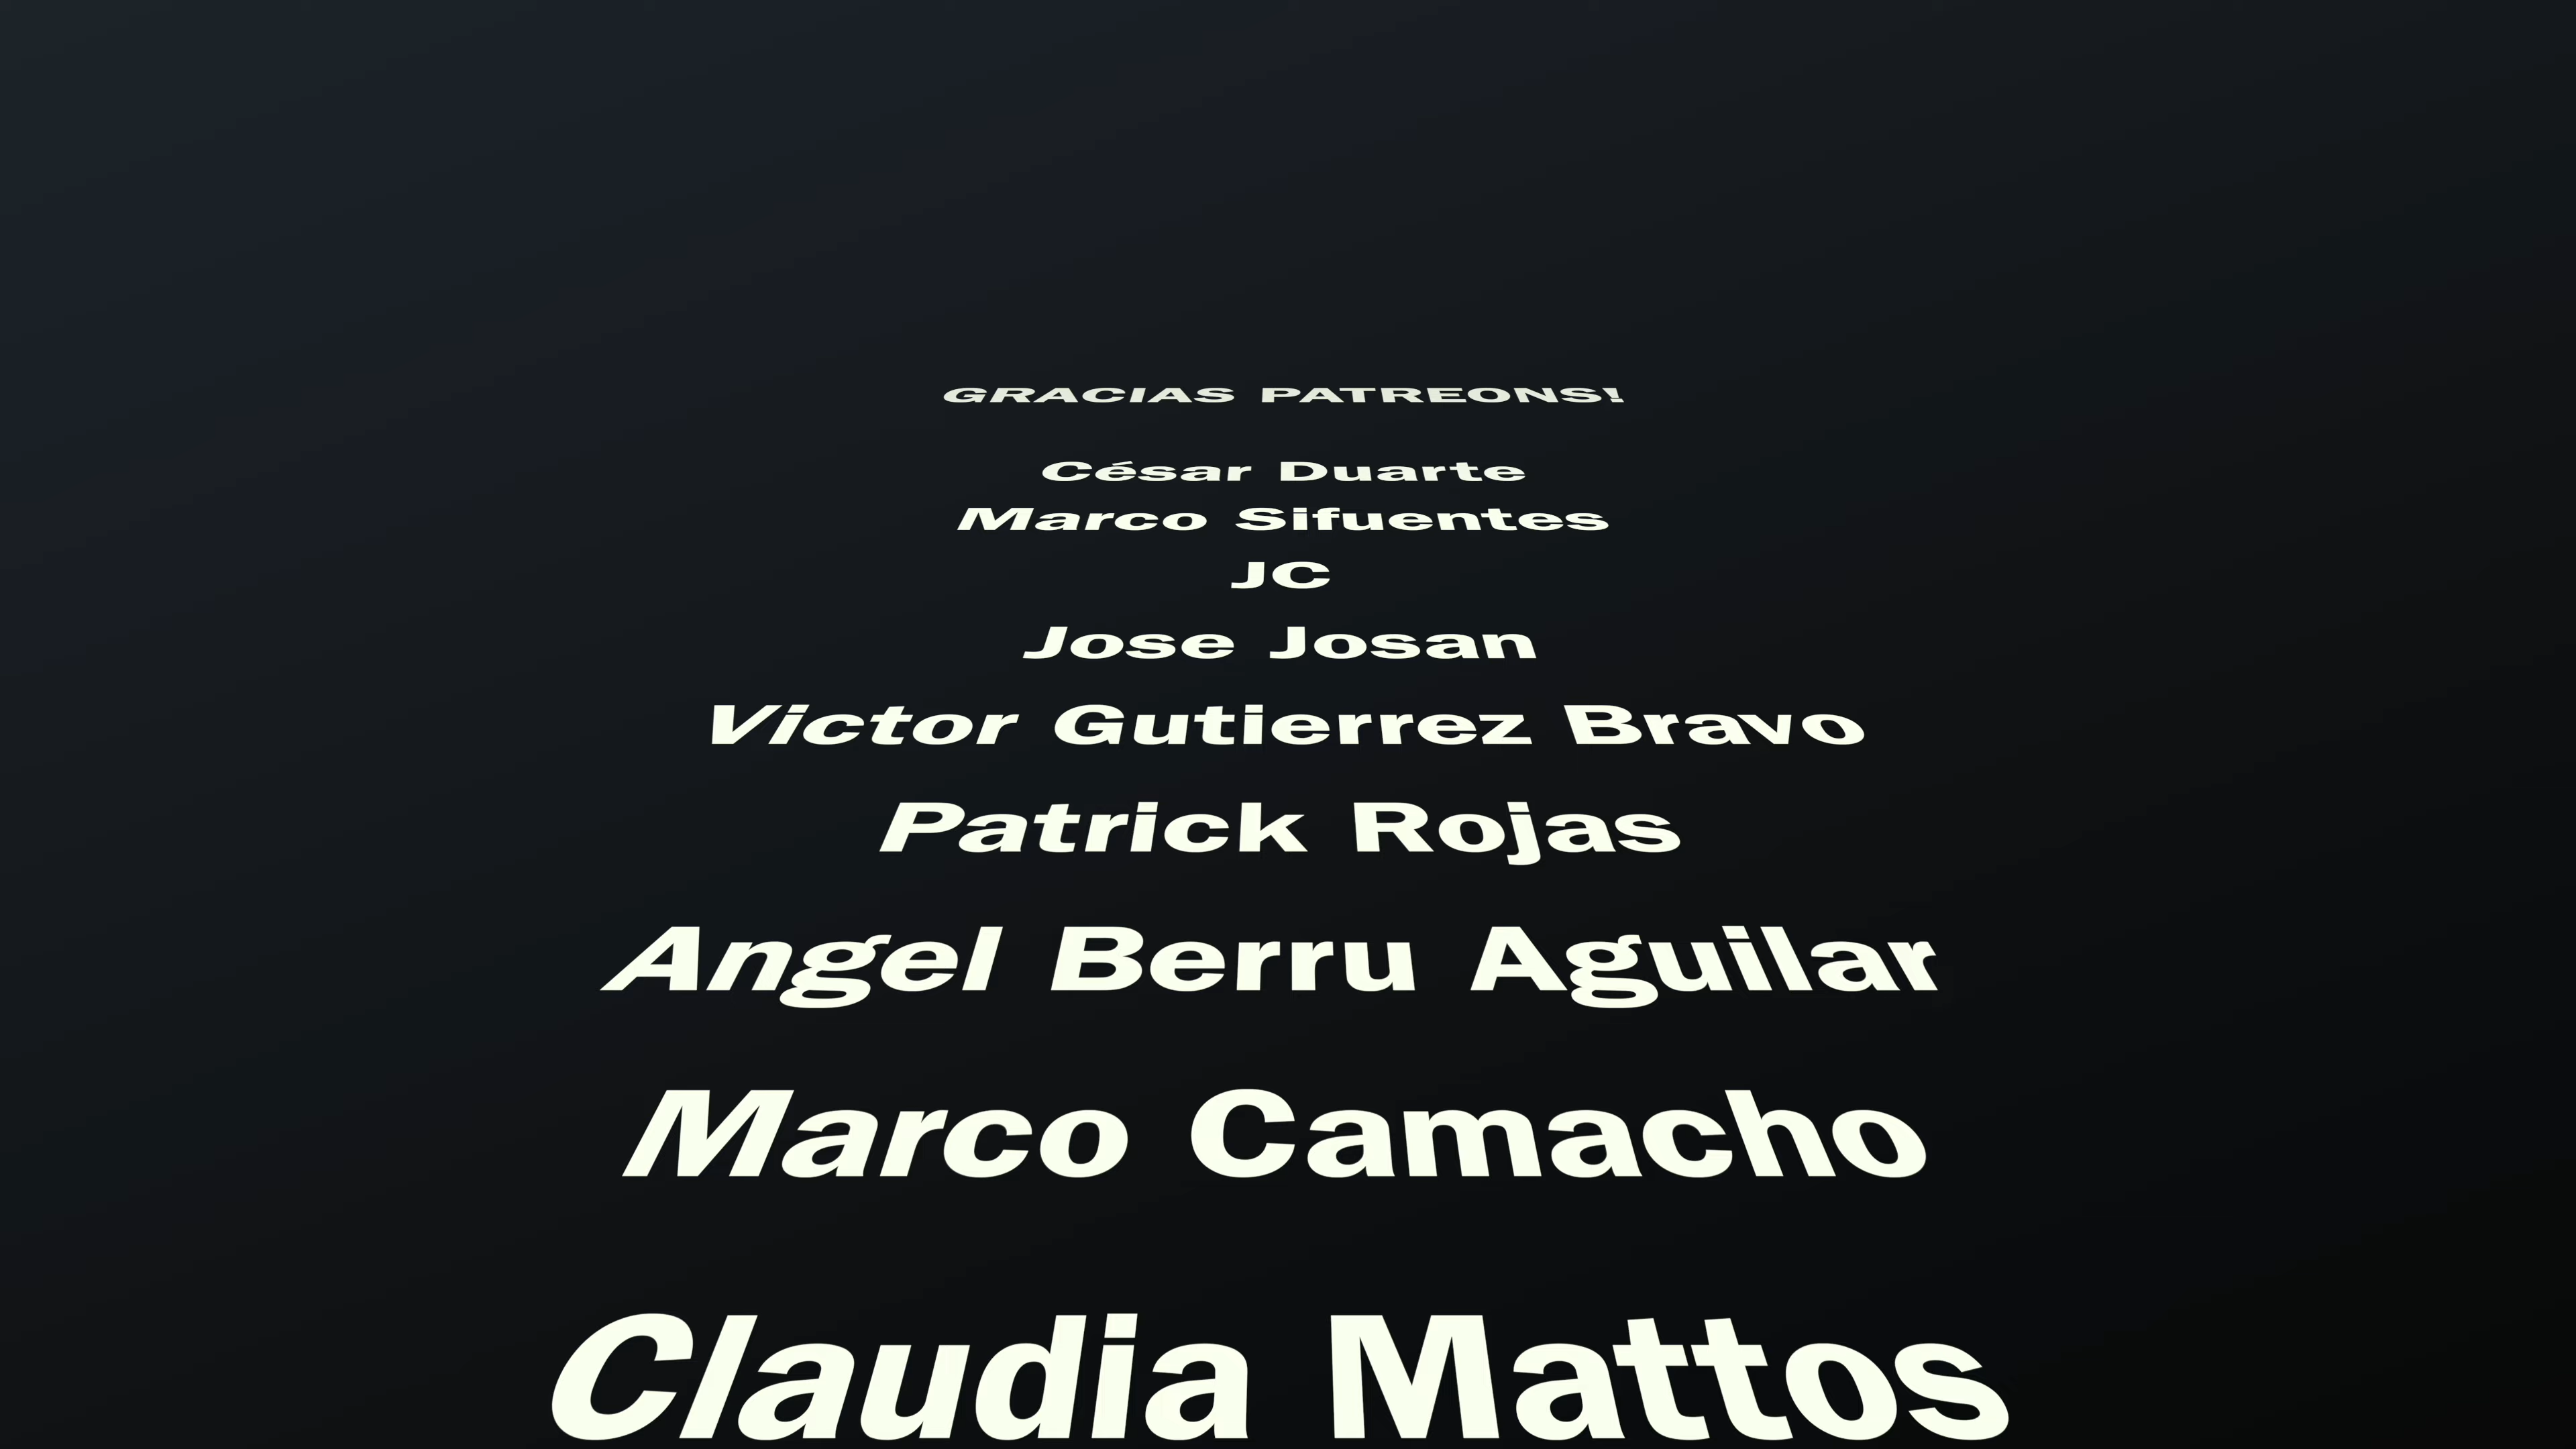 GRACIAS PATREONS!
César Duarte
Marco Sifuentes
JC
Jose Josan
Victor Gutierrez Bravo
Patrick Rojas
Angel Berru Aguilar
Marco Camacho
Claudia Mattos